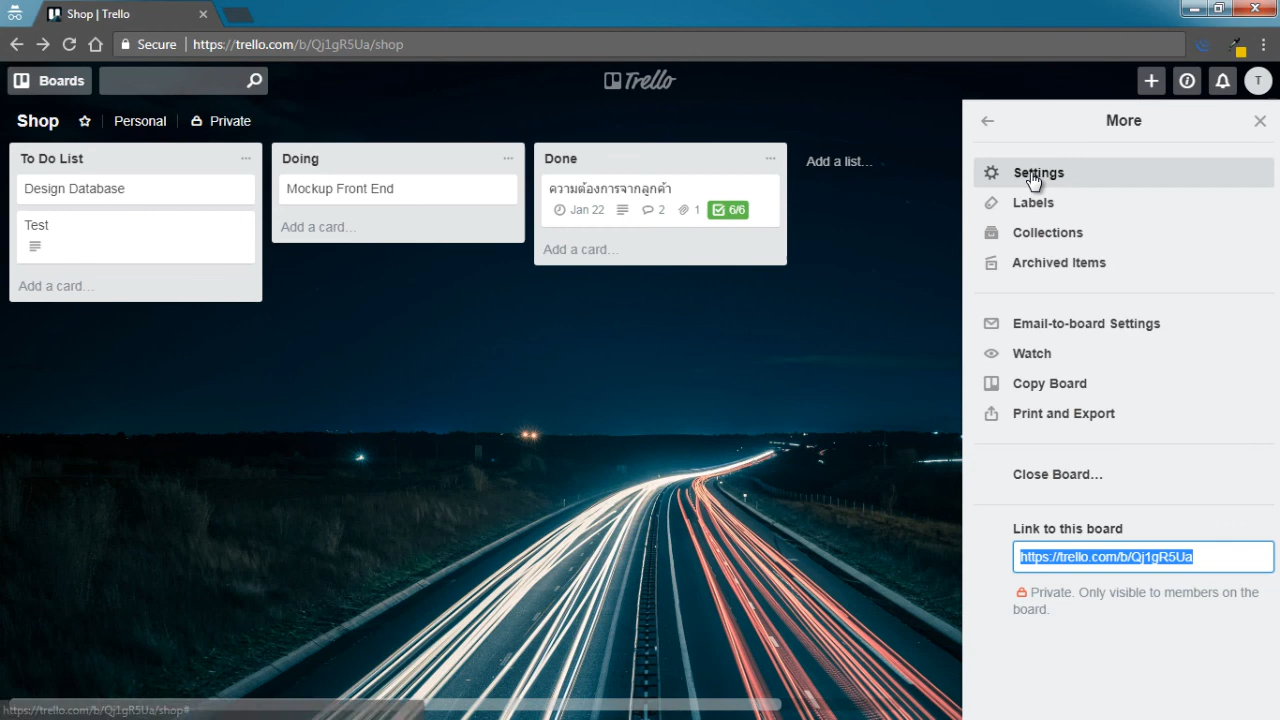 Shop | Trello
Secure https://trello.com/b/Qj1gR5Ua/shop
Boards
Trello
T
Shop Personal Private
More
To Do List
Design Database
Test
Add a card…
Doing
Mockup Front End
Add a card…
Done
ความต้องการจากลูกค้า
Jan 22 2 1 6/6
Add a card…
Add a list…
Settings
Labels
Collections
Archived Items
Email-to-board Settings
Watch
Copy Board
Print and Export
Close Board…
Link to this board
https://trello.com/b/Qj1gR5Ua
Private. Only visible to members on the
board.
https://trello.com/b/Qj1gR5Ua/shop#